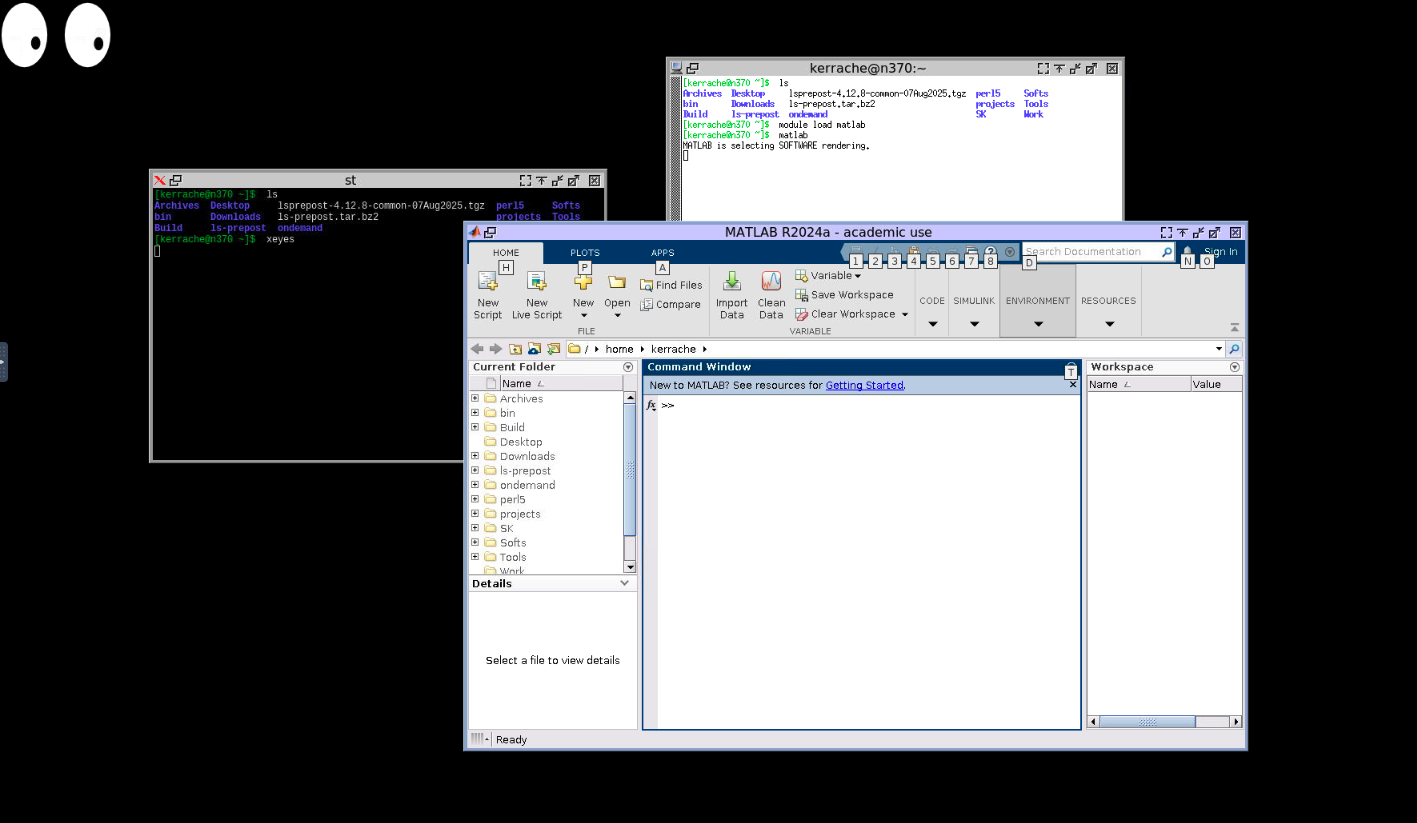 kerrache@n370:~
[kerrache@n370 ~]$ ls
Archives Desktop lsprepost-4.12.8-common-07Aug2025.tgz perl5 Softs
bin Downloads ls-prepost.tar.bz2 projects Tools
Build ls-prepost ondemand SK Work
[kerrache@n370 ~]$ module load matlab
[kerrache@n370 ~]$ matlab
MATLAB is selecting SOFTWARE rendering.
st
[kerrache@n370 ~]$ ls
Archives Desktop lsprepost-4.12.8-common-07Aug2025.tgz perl5 Softs
bin Downloads ls-prepost.tar.bz2 projects Tools
Build ls-prepost ondemand
[kerrache@n370 ~]$ xeyes
MATLAB R2024a - academic use
HOME PLOTS APPS Search Documentation Sign In
H P A 1 2 3 4 5 6 7 8 D N O
New Script
New Live Script
New
Open
Find Files
Compare
FILE
Import Data
Clean Data
Variable
Save Workspace
Clear Workspace
VARIABLE
CODE
SIMULINK
ENVIRONMENT
RESOURCES
/ home kerrache
Current Folder
Name
Archives
bin
Build
Desktop
Downloads
ls-prepost
ondemand
perl5
projects
SK
Softs
Tools
Work
Details
Select a file to view details
Command Window
T
New to MATLAB? See resources for Getting Started.
fx >>
Workspace
Name Value
Ready